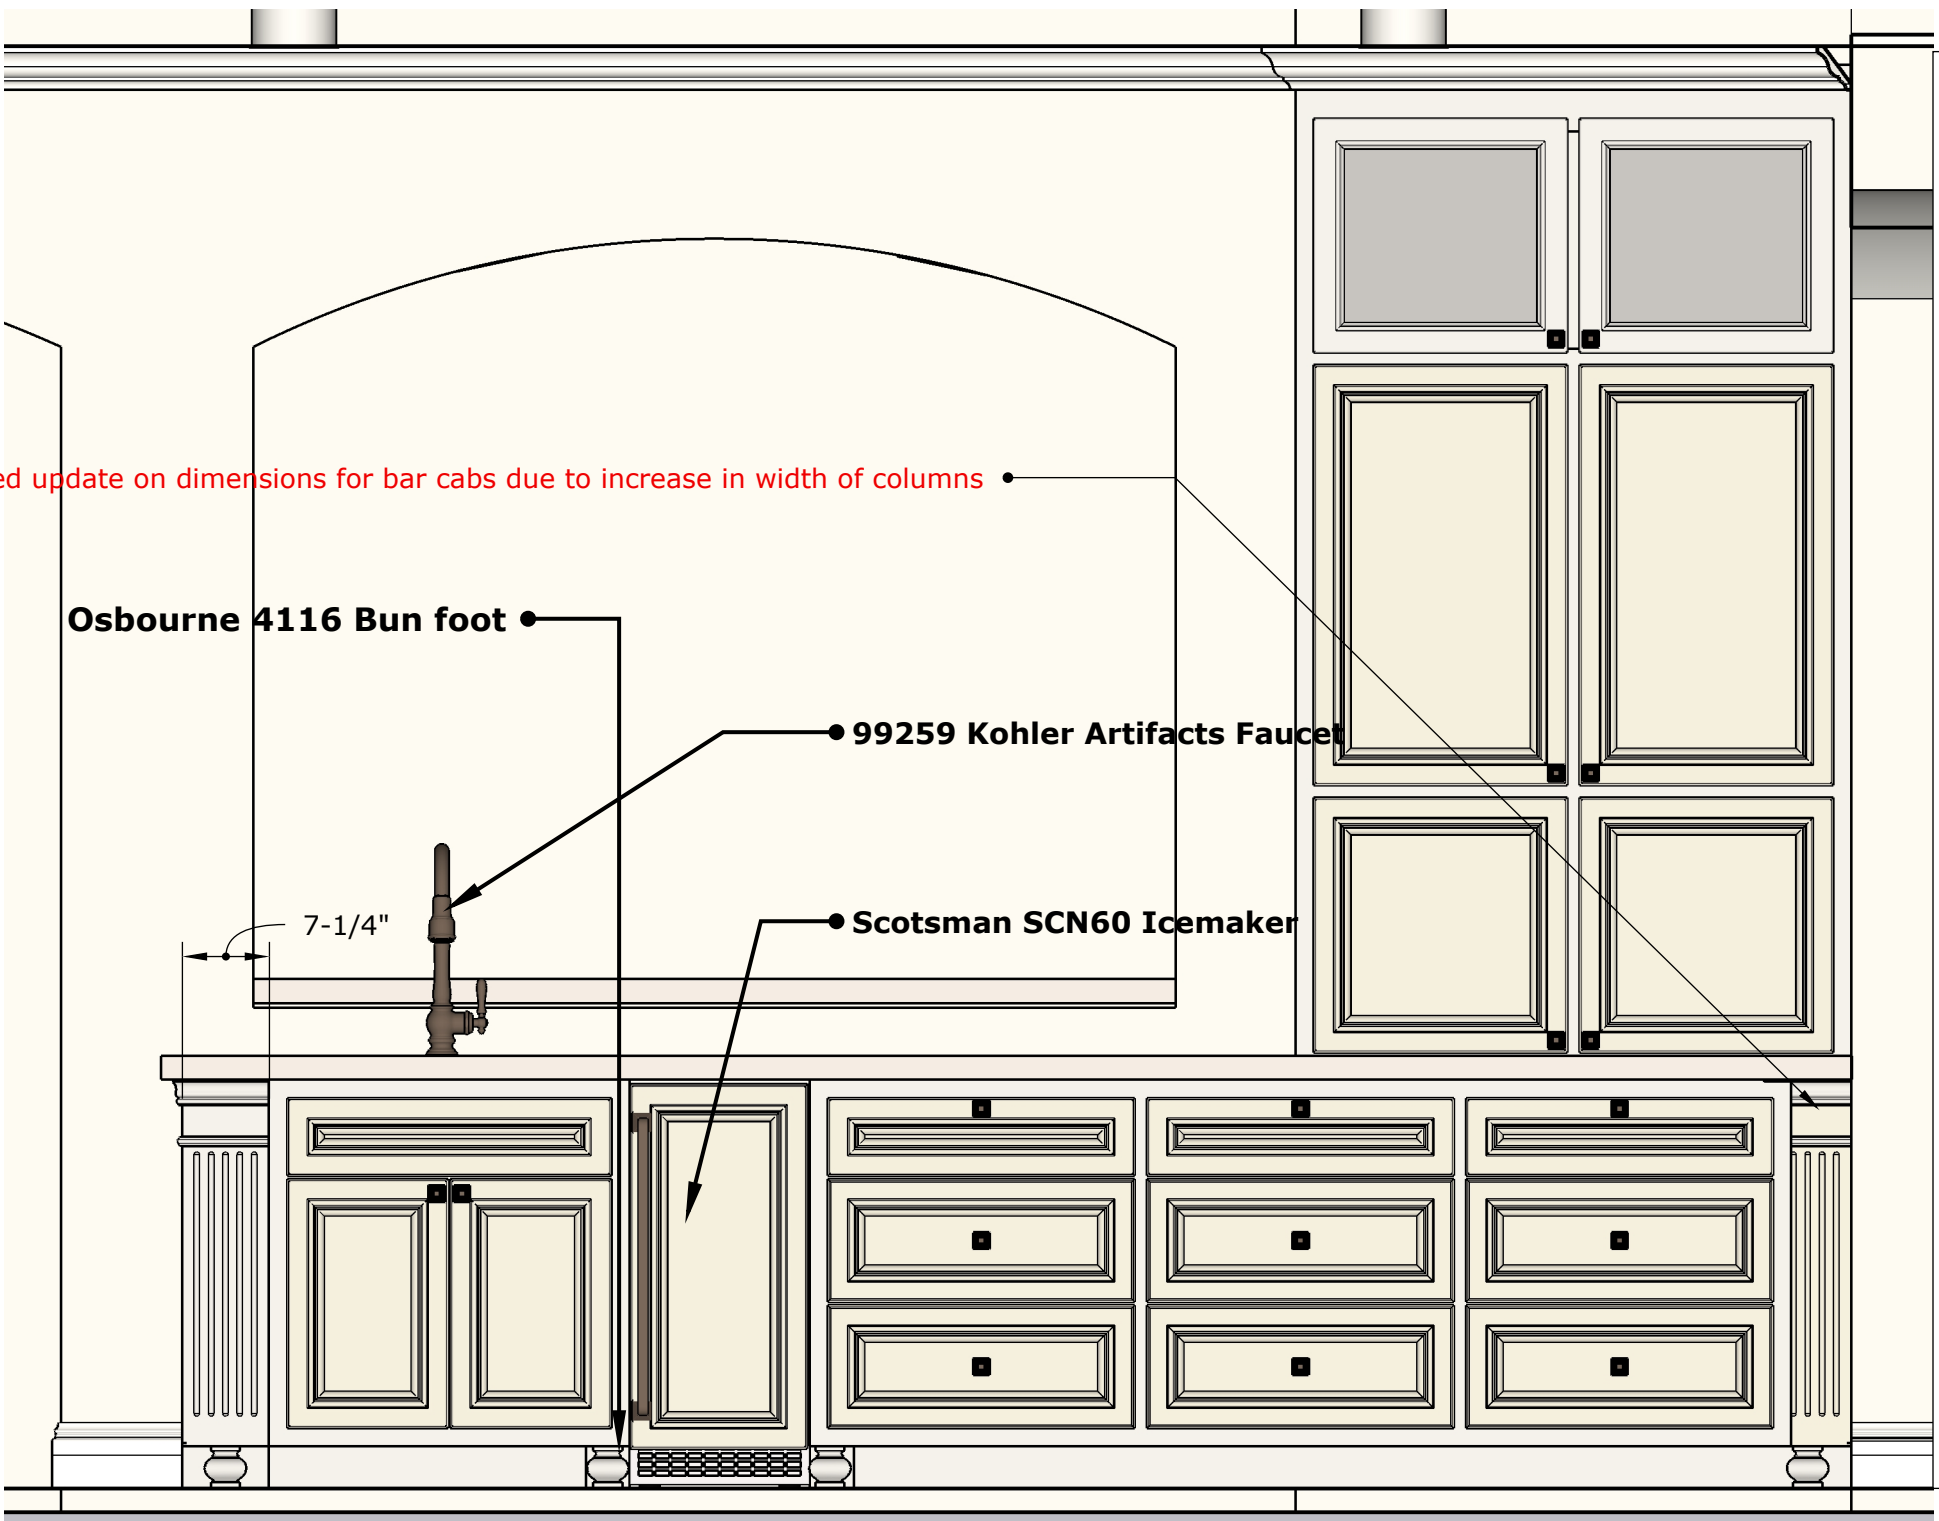 update on dimensions for bar cabs due to increase in width of columns
Osbourne 4116 Bun foot
99259 Kohler Artifacts Faucet
7-1/4"
Scotsman SCN60 Icemaker